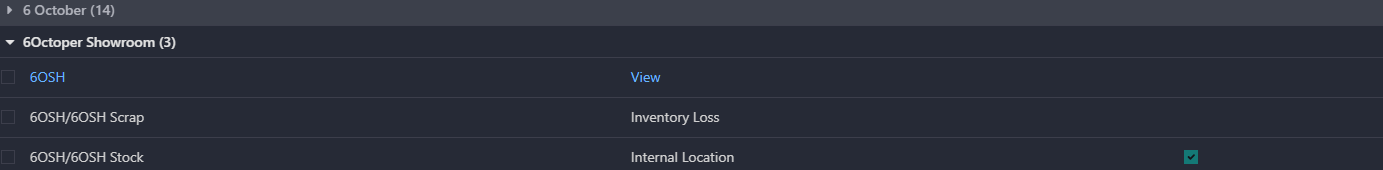 6 October (14)
6Octoper Showroom (3)
6OSH View
6OSH/6OSH Scrap Inventory Loss
6OSH/6OSH Stock Internal Location